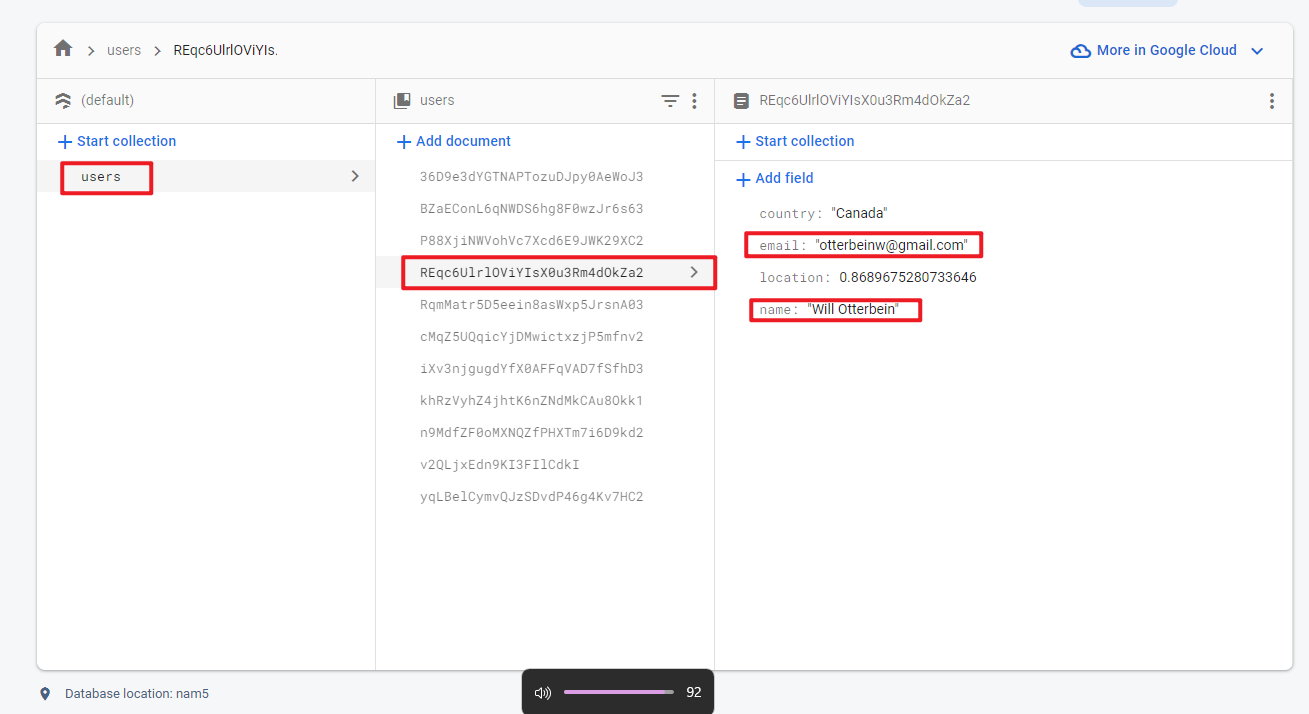 users
REqc6UlrlOViYIs.
More in Google Cloud
(default)
users
REqc6UlrlOViYIsX0u3Rm4dOkZa2
Start collection
Add document
Start collection
users
36D9e3dYGTNAPTozuDJpy0AeWoJ3
BZaEConL6qNWDS6hg8F0wzJr6s63
P88XjiNWVohVc7Xcd6E9JWK29XC2
REqc6UlrlOViYIsX0u3Rm4dOkZa2
RqmMatr5D5eein8asWxp5JrsnA03
cMqZ5UQqicYjDMwictxzjP5mfnv2
iXv3njgugdYfX0AFFqVAD7fSfhD3
khRzVyhZ4jhtK6nZNdMkCAu8Okk1
n9MdfZF0oMXNQZfPHXTm7i6D9kd2
v2QLjxEdn9KI3FIlCdkI
yqLBelCymvQJzSDvdP46g4Kv7HC2
Add field
country: "Canada"
email: "otterbeinw@gmail.com"
location: 0.8689675280733646
name: "Will Otterbein"
Database location: nam5
92